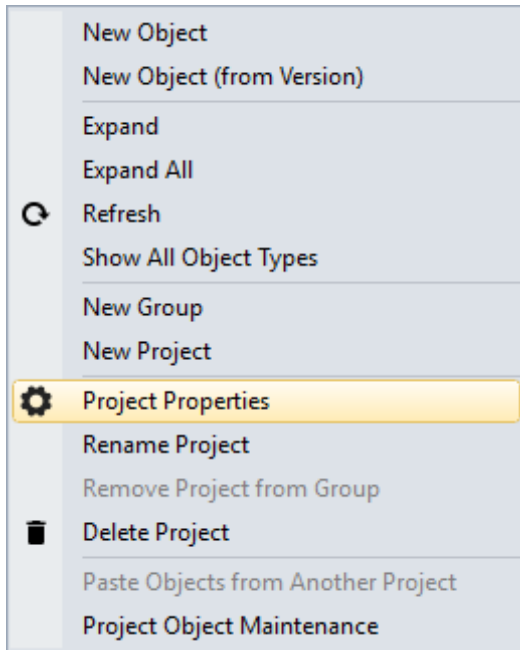 New Object
New Object (from Version)
Expand
Expand All
Refresh
Show All Object Types
New Group
New Project
Project Properties
Rename Project
Remove Project from Group
Delete Project
Paste Objects from Another Project
Project Object Maintenance